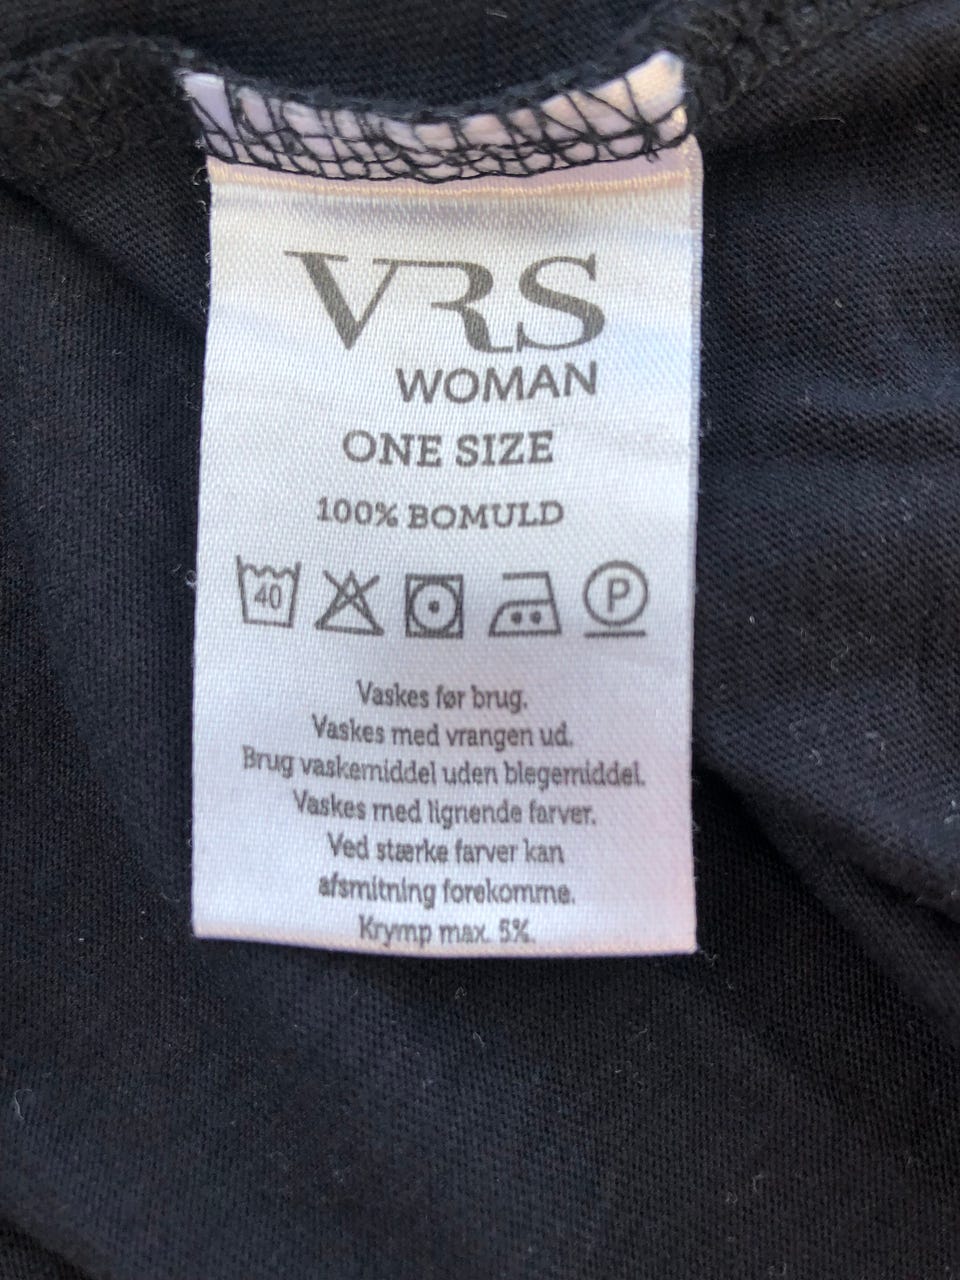 VRS
WOMAN
ONE SIZE
100% BOMULD
40 P
Vaskes før brug.
Vaskes med vrangen ud.
Brug vaskemiddel uden blegemiddel.
Vaskes med lignende farver.
Ved stærke farver kan
afsmitning forekomme.
Krymp max. 5%.